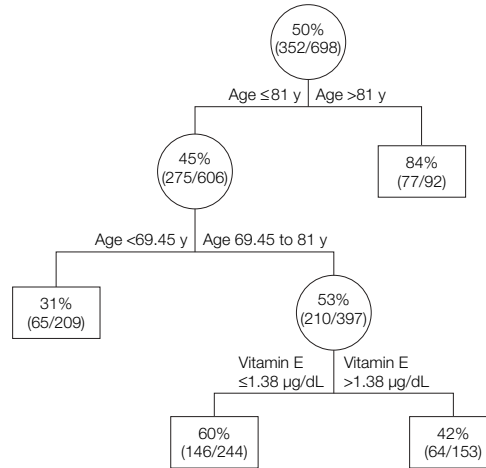 50%
(352/698)
Age ≤81 y Age >81 y
45%
(275/606)
84%
(77/92)
Age <69.45 y Age 69.45 to 81 y
31%
(65/209)
53%
(210/397)
Vitamin E
≤1.38 µg/dL
Vitamin E
>1.38 µg/dL
60%
(146/244)
42%
(64/153)